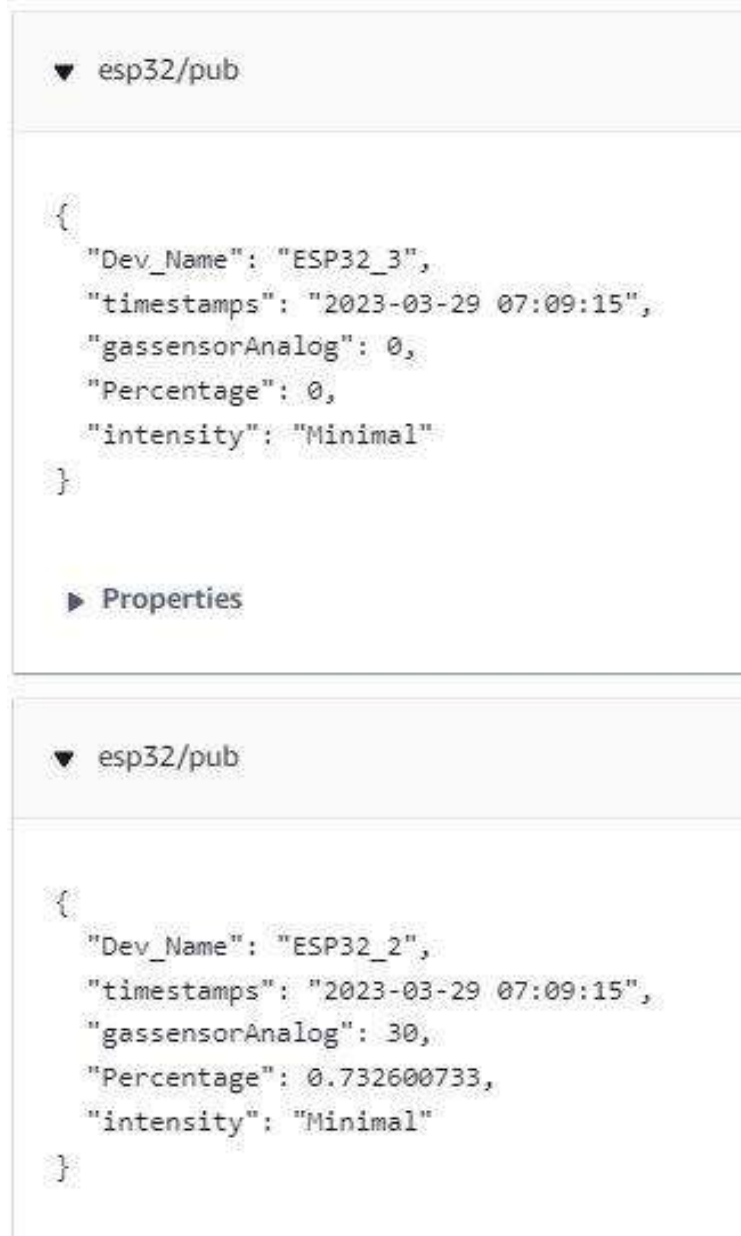 ▼ esp32/pub
{
"Dev_Name": "ESP32_3",
"timestamps": "2023-03-29 07:09:15",
"gassensorAnalog": 0,
"Percentage": 0,
"intensity": "Minimal"
}
▶ Properties
▼ esp32/pub
{
"Dev_Name": "ESP32_2",
"timestamps": "2023-03-29 07:09:15",
"gassensorAnalog": 30,
"Percentage": 0.732600733,
"intensity": "Minimal"
}